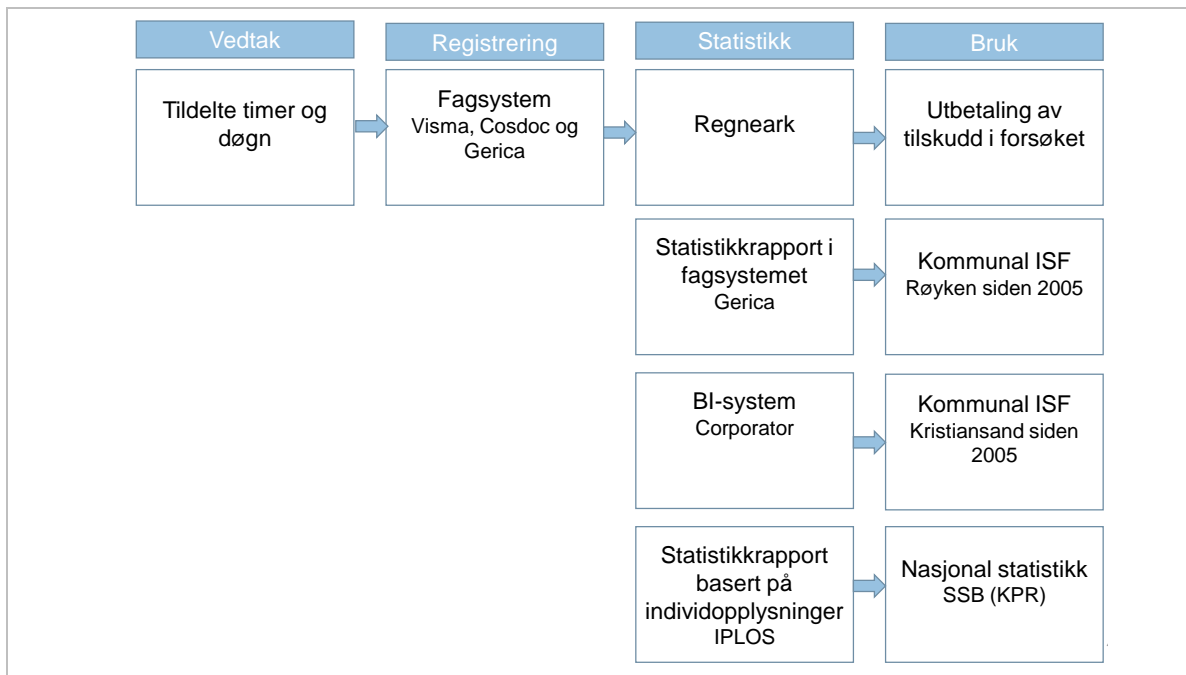 Vedtak
Registrering
Statistikk
Bruk
Tildelte timer og
døgn
Fagsystem
Visma, Cosdoc og
Gerica
Regneark
Utbetaling av
tilskudd i forsøket
Statistikkrapport i
fagsystemet
Gerica
Kommunal ISF
Røyken siden 2005
BI-system
Corporator
Kommunal ISF
Kristiansand siden
2005
Statistikkrapport
basert på
individopplysninger
IPLOS
Nasjonal statistikk
SSB (KPR)